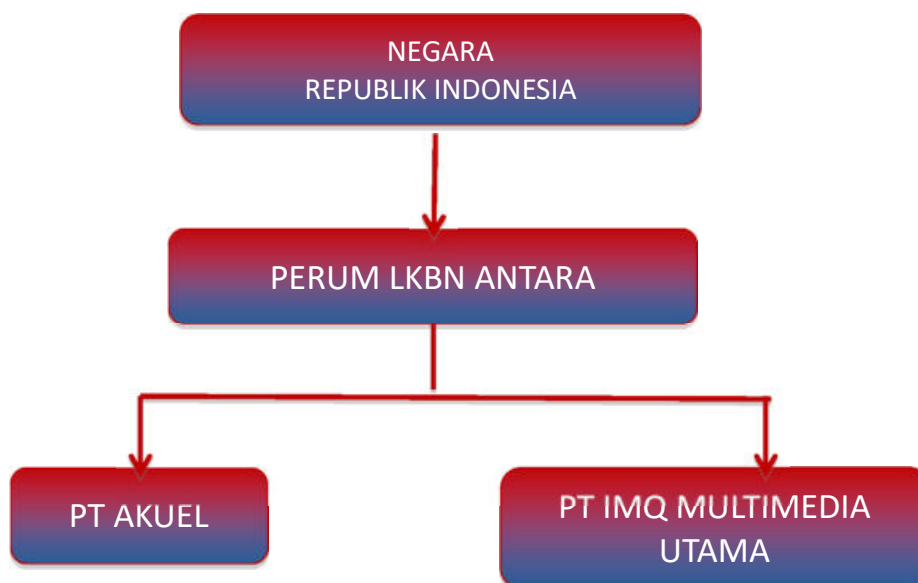 NEGARA
REPUBLIK INDONESIA
PERUM LKBN ANTARA
PT AKUEL
PT IMQ MULTIMEDIA
UTAMA